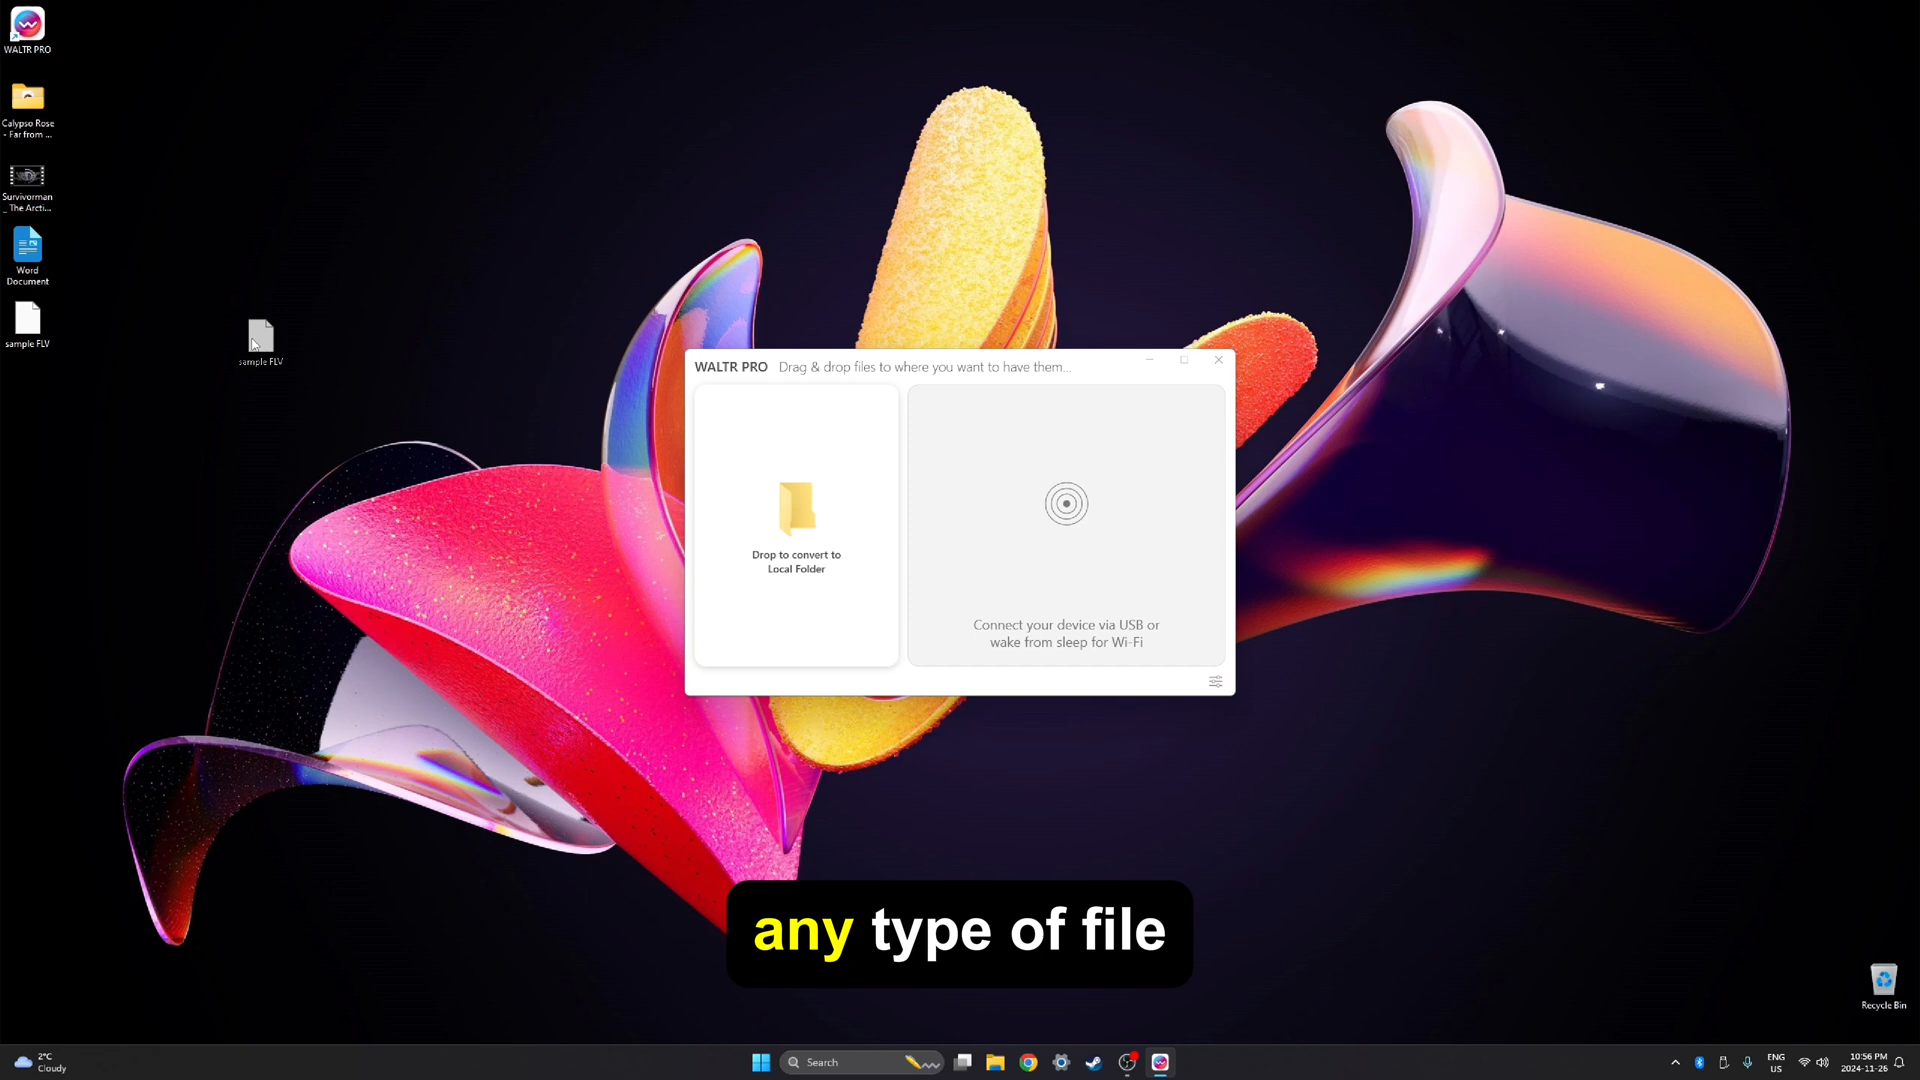 WALTR PRO
Calypso Rose
- Far from ...
Survivorman
_ The Arcti...
Word
Document
sample FLV
sample FLV
WALTR PRO Drag & drop files to where you want to have them...
Drop to convert to
Local Folder
Connect your device via USB or
wake from sleep for Wi-Fi
any type of file
Recycle Bin
2°C
Cloudy
Search
ENG
US
10:56 PM
2024-11-26